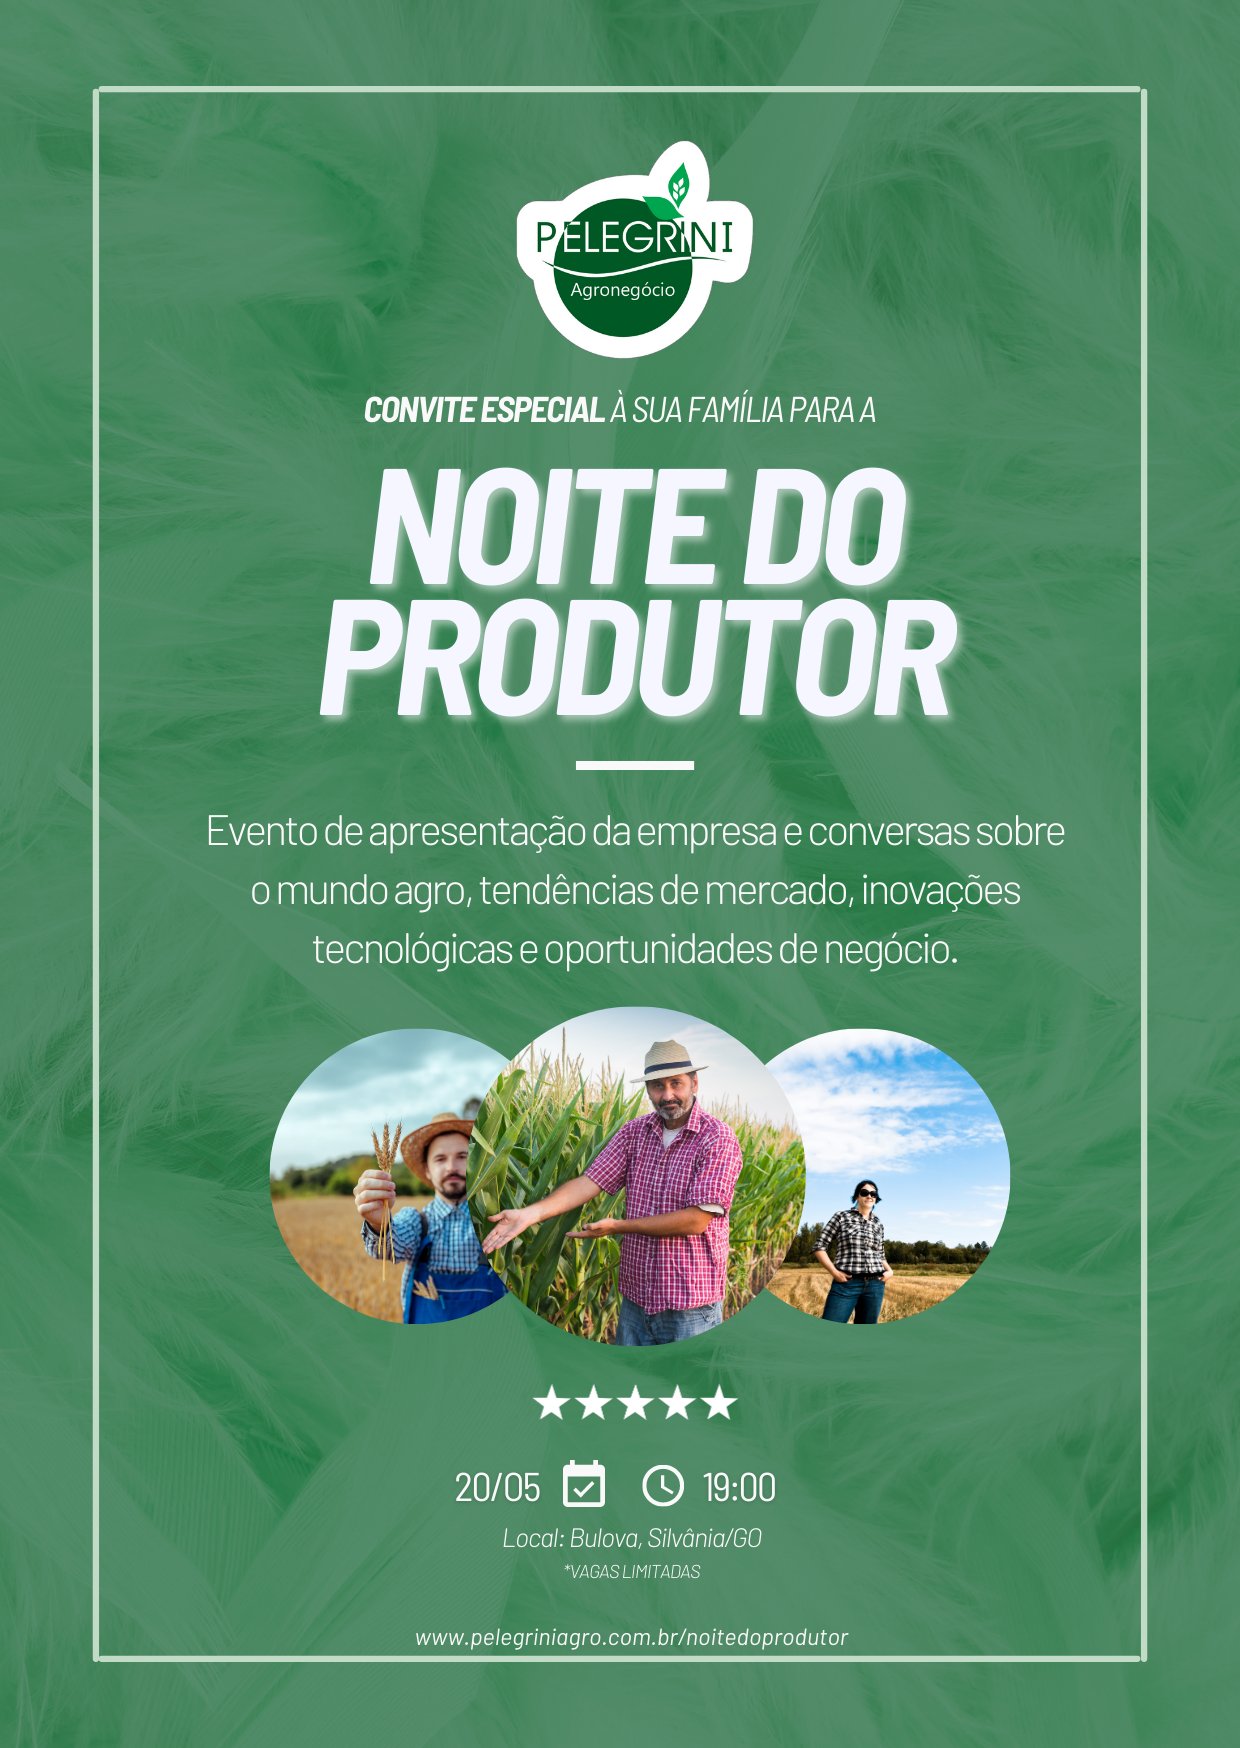 PELEGRINI
Agronegócio
CONVITE ESPECIAL À SUA FAMÍLIA PARA A
NOITE DO
PRODUTOR
Evento de apresentação da empresa e conversas sobre
o mundo agro, tendências de mercado, inovações
tecnológicas e oportunidades de negócio.
20/05 19:00
Local: Bulova, Silvânia/GO
*VAGAS LIMITADAS
www.pelegriniagro.com.br/noitedoprodutor